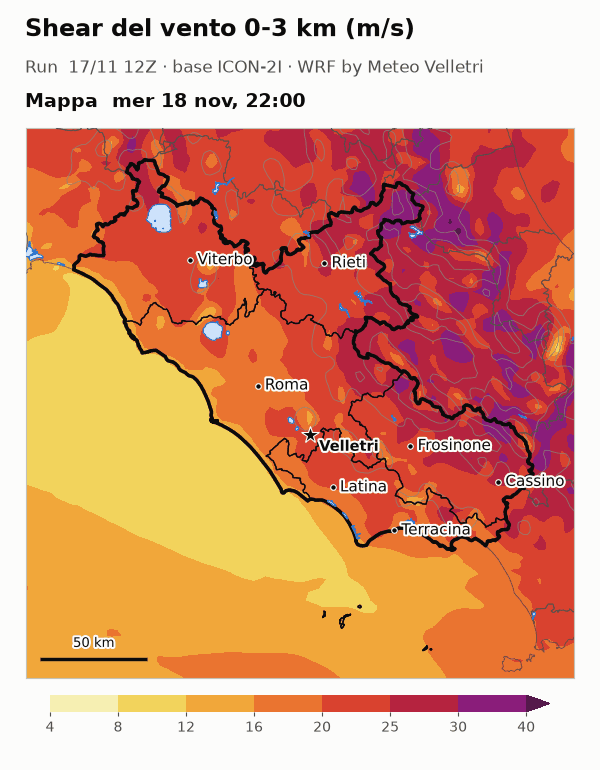 Shear del vento 0-3 km (m/s)
Run  17/11 12Z · base ICON-2I · WRF by Meteo Velletri
Mappa  mer 18 nov, 22:00
Viterbo
Rieti
Roma
Velletri
Frosinone
Cassino
Latina
Terracina
50 km
4 8 12 16 20 25 30 40